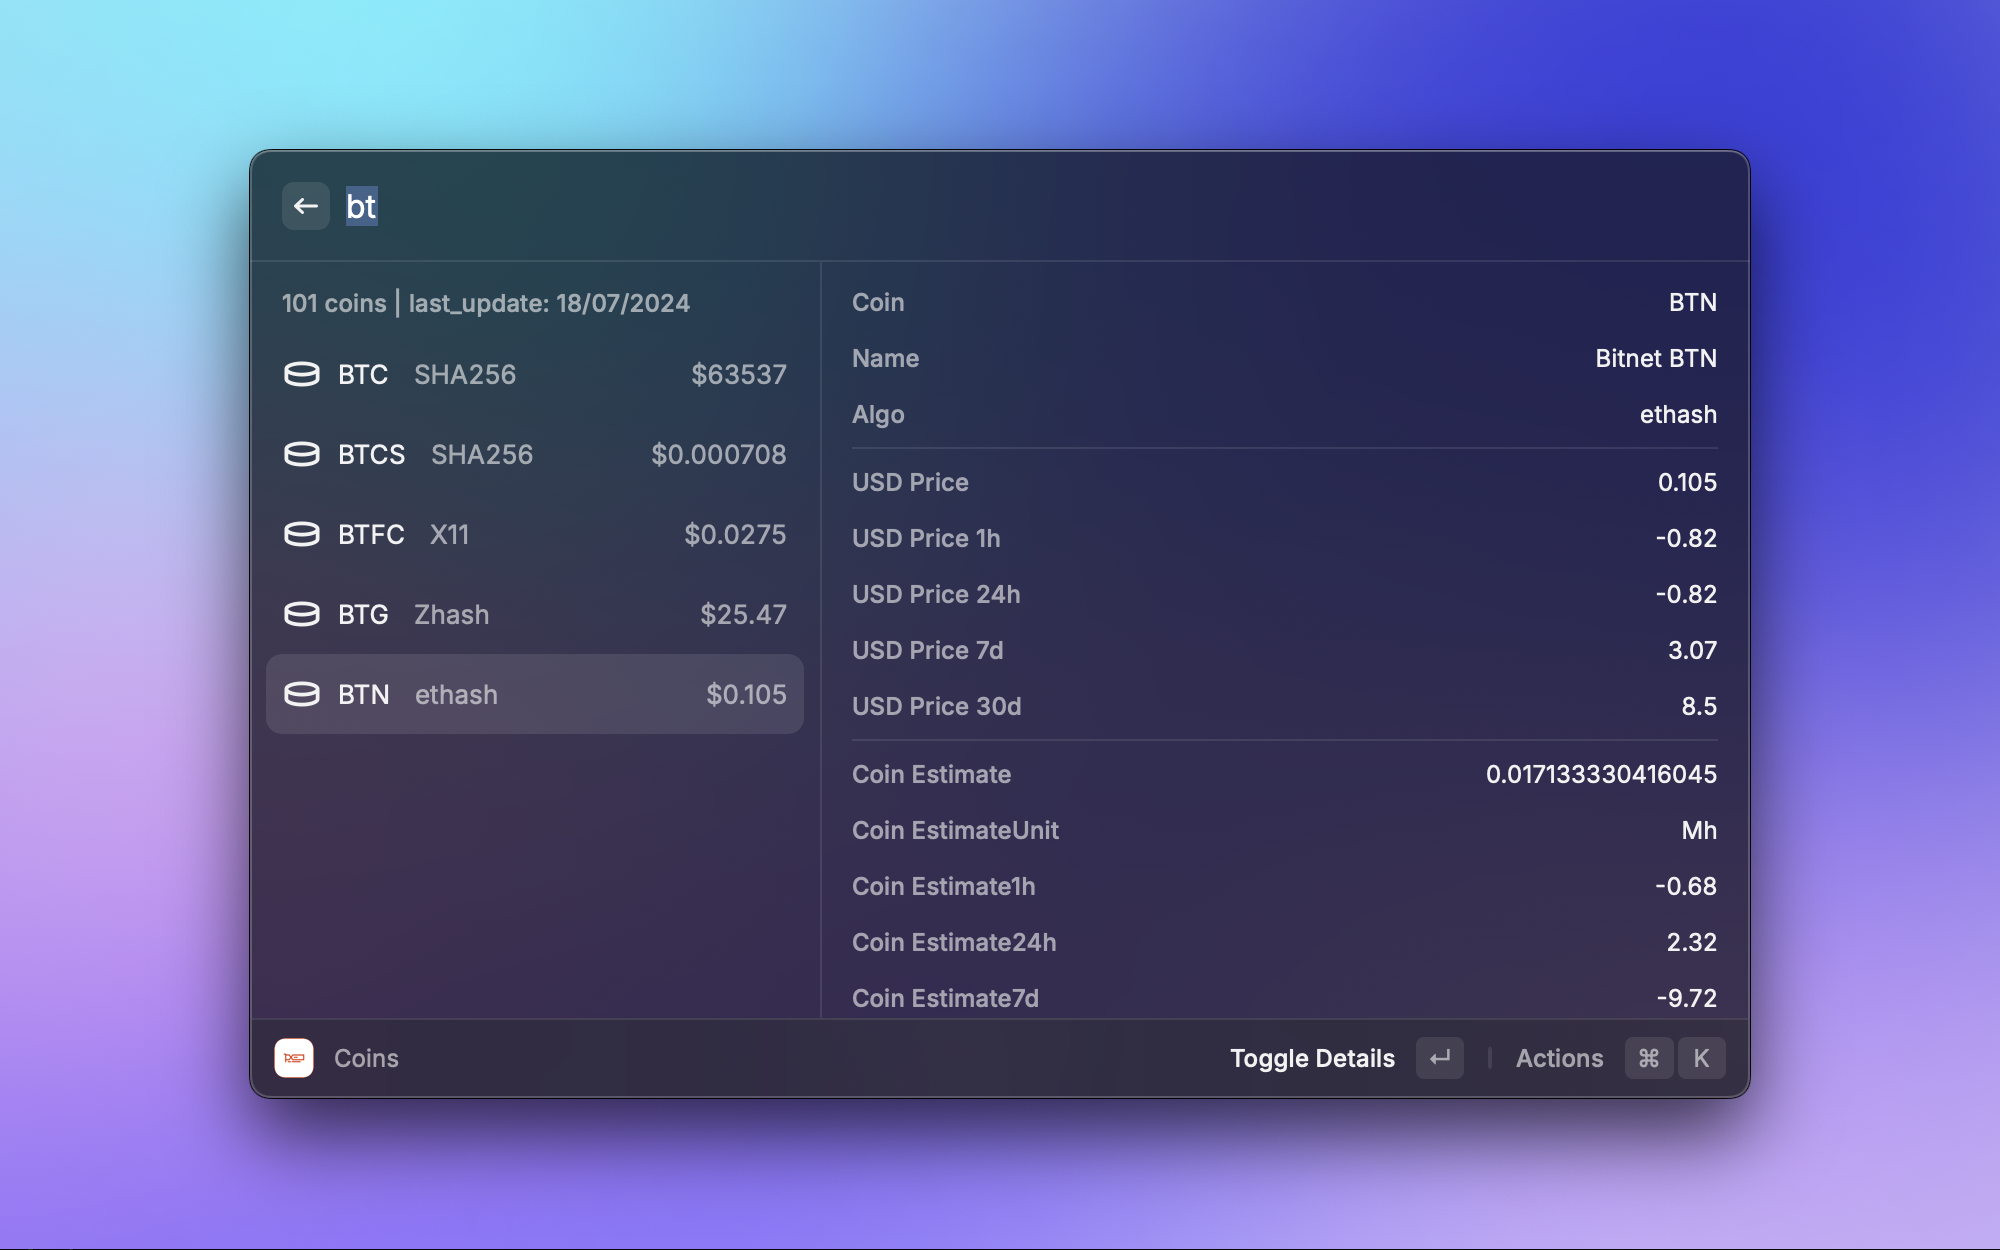 bt
101 coins | last_update: 18/07/2024
BTC SHA256 $63537
BTCS SHA256 $0.000708
BTFC X11 $0.0275
BTG Zhash $25.47
BTN ethash $0.105
Coin BTN
Name Bitnet BTN
Algo ethash
USD Price 0.105
USD Price 1h -0.82
USD Price 24h -0.82
USD Price 7d 3.07
USD Price 30d 8.5
Coin Estimate 0.017133330416045
Coin EstimateUnit Mh
Coin Estimate1h -0.68
Coin Estimate24h 2.32
Coin Estimate7d -9.72
Coins
Toggle Details
Actions ⌘ K